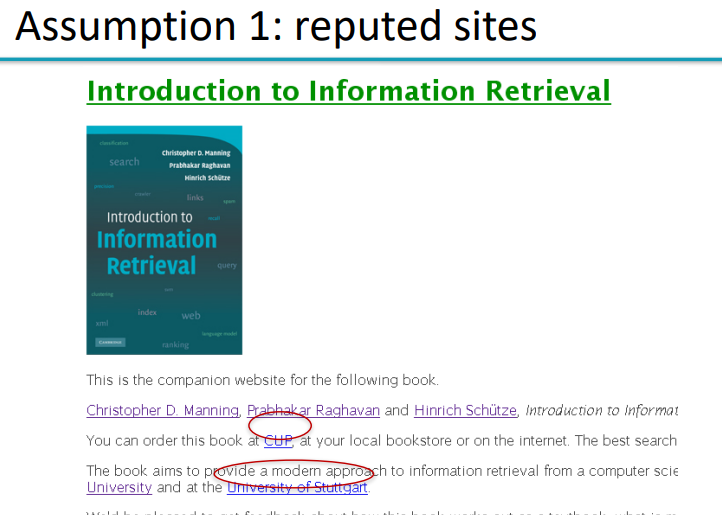 Assumption 1: reputed sites
Introduction to Information Retrieval
classification
search
Christopher D. Manning
Prabhakar Raghavan
Hinrich Schütze
precision
links
spam
Introduction to
Information
Retrieval
query
clustering
index
web
xml
language model
ranking
This is the companion website for the following book.
Christopher D. Manning, Prabhakar Raghavan and Hinrich Schütze, Introduction to Informat
You can order this book at CUP, at your local bookstore or on the internet. The best search
The book aims to provide a modern approach to information retrieval from a computer scie
University and at the University of Stuttgart.